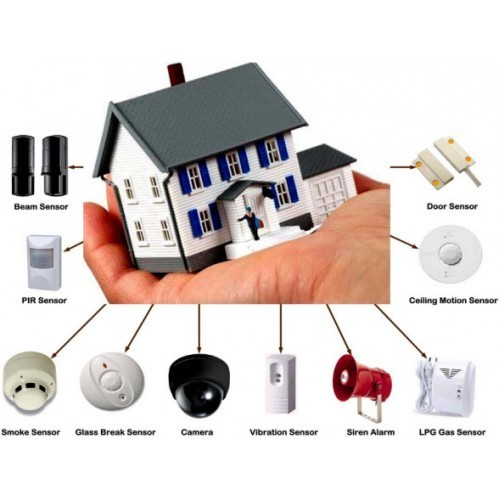 Beam Sensor
Door Sensor
PIR Sensor
Ceiling Motion Sensor
Smoke Sensor
Glass Break Sensor
Camera
Vibration Sensor
Siren Alarm
LPG Gas Sensor